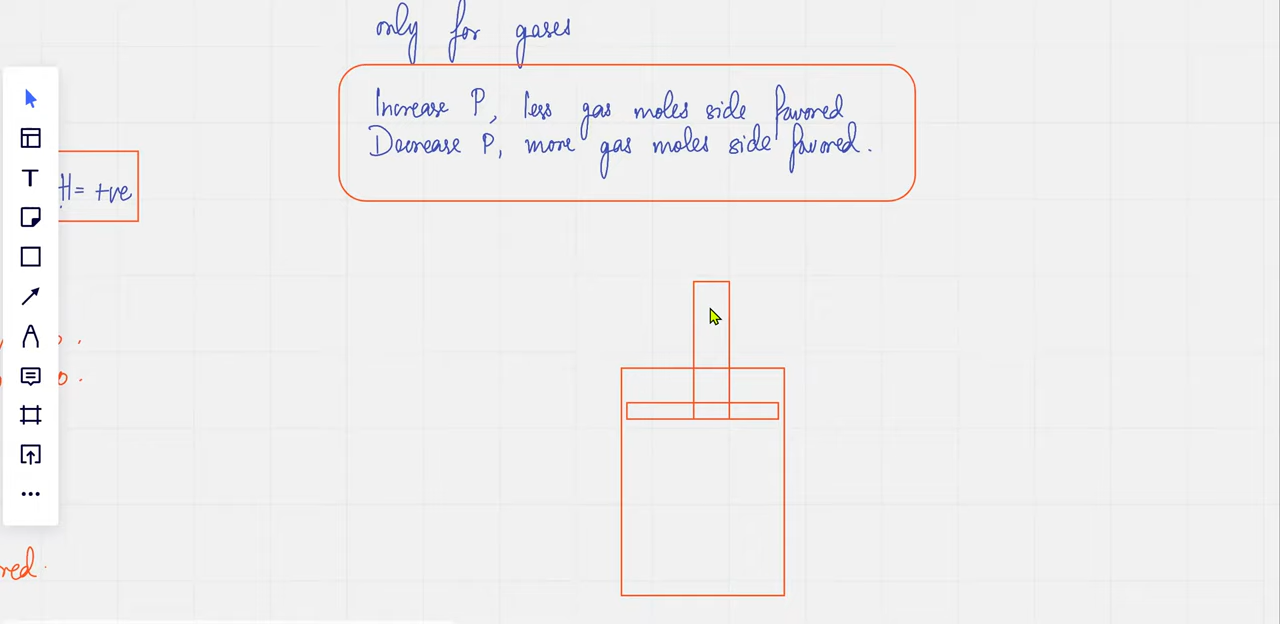 only for gases
Increase P, less gas moles side favored
Decrease P, more gas moles side favored.
H= +ve